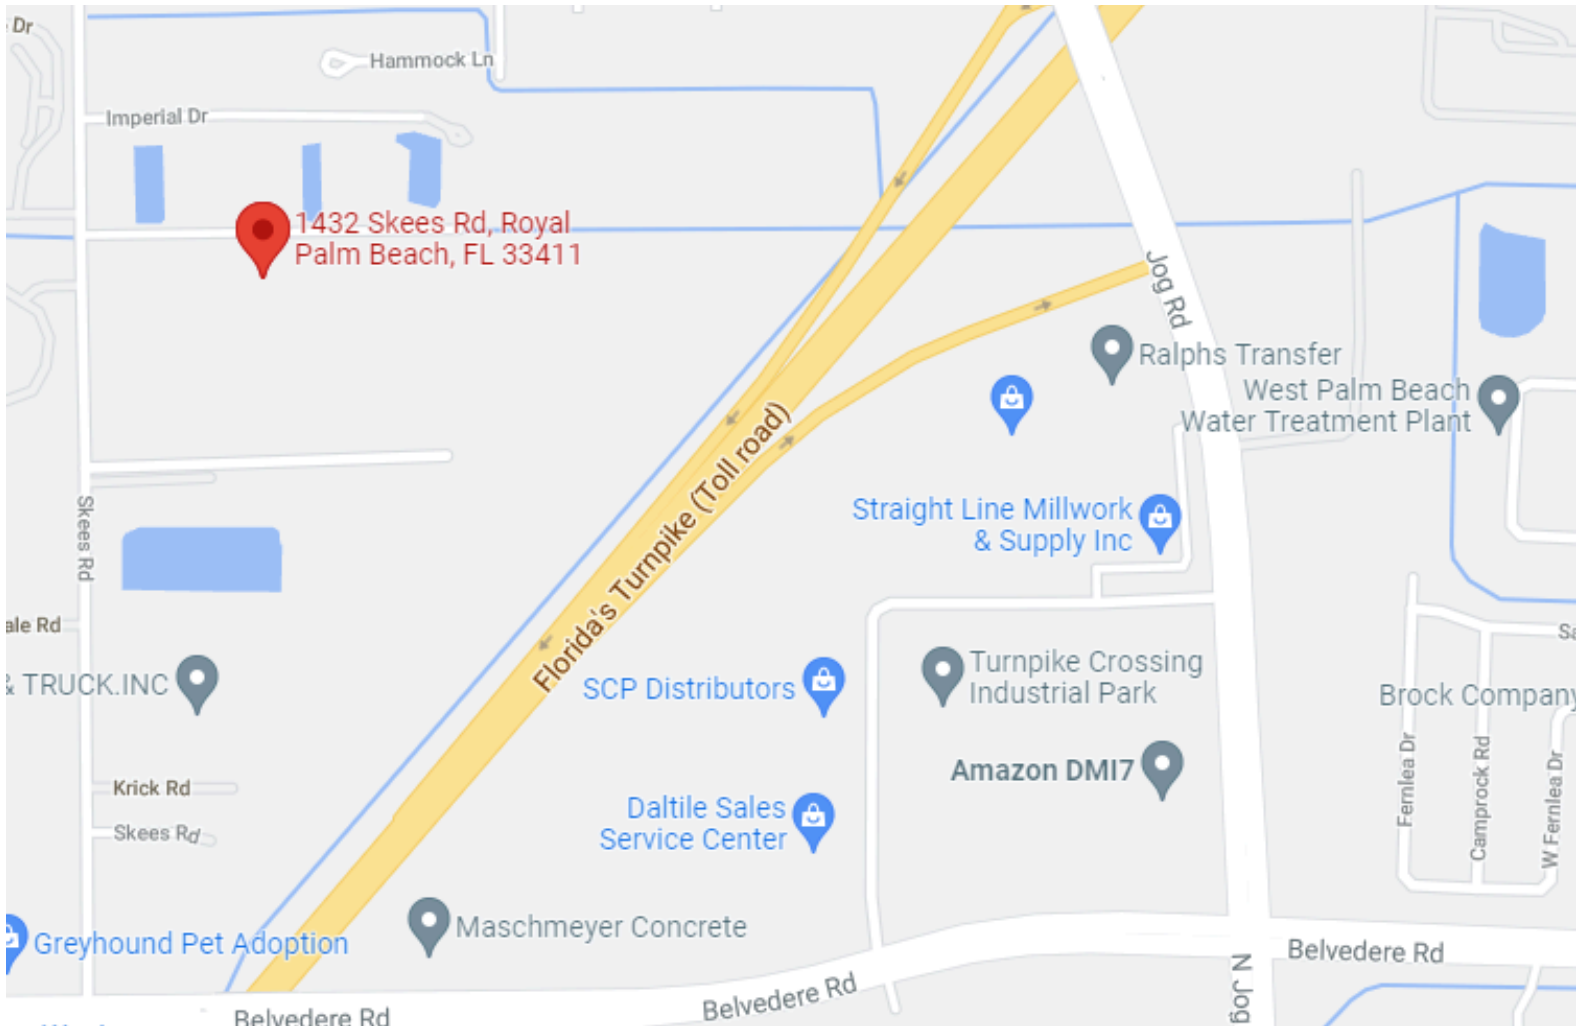 Dr
Hammock Ln
Imperial Dr
1432 Skees Rd, Royal
Palm Beach, FL 33411
Jog Rd
Ralphs Transfer
West Palm Beach
Water Treatment Plant
Florida's Turnpike (Toll road)
Skees Rd
Straight Line Millwork
& Supply Inc
ale Rd
Sa
& TRUCK.INC
SCP Distributors
Turnpike Crossing
Industrial Park
Brock Company
Amazon DMI7
Fernlea Dr
Camprock Rd
W Fernlea Dr
Krick Rd
Skees Rd
Daltile Sales
Service Center
Maschmeyer Concrete
Greyhound Pet Adoption
Belvedere Rd
Belvedere Rd
Belvedere Rd
N Jog